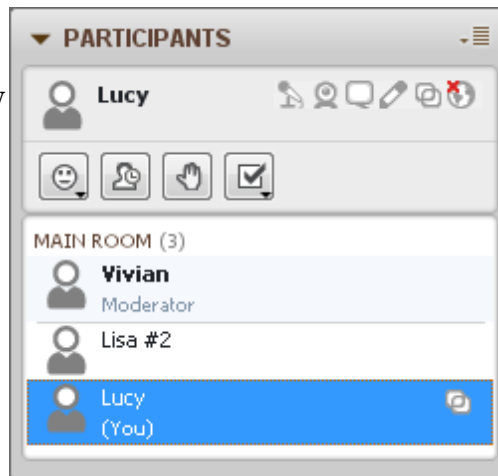 PARTICIPANTS
y
Lucy
MAIN ROOM (3)
Vivian
Moderator
Lisa #2
Lucy
(You)